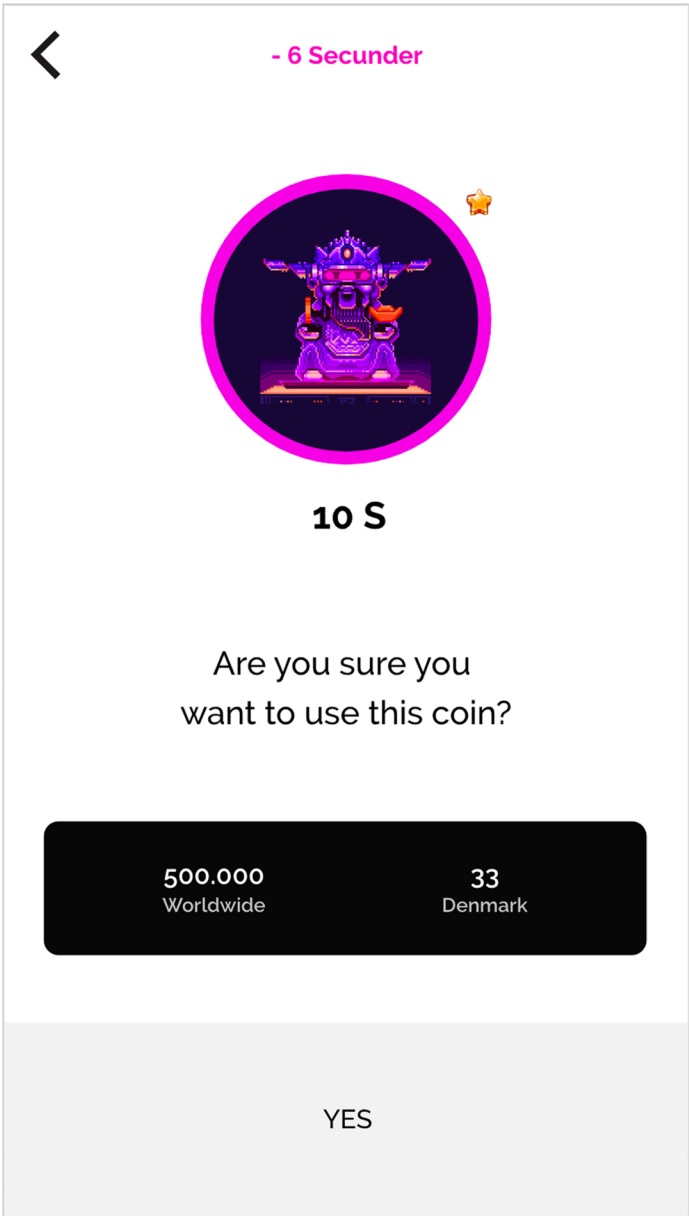 - 6 Secunder
10 S
Are you sure you
want to use this coin?
500.000
Worldwide
33
Denmark
YES